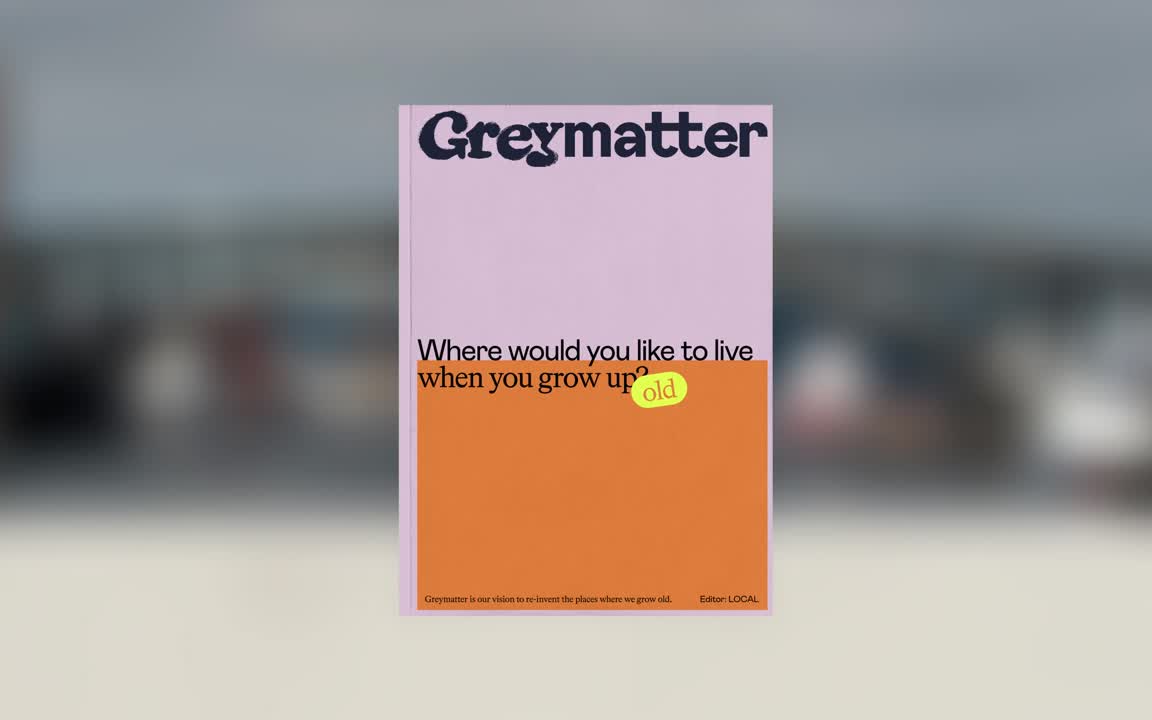 Greymatter
Where would you like to live
when you grow up?
old
Greymatter is our vision to re-invent the places where we grow old.
Editor: LOCAL